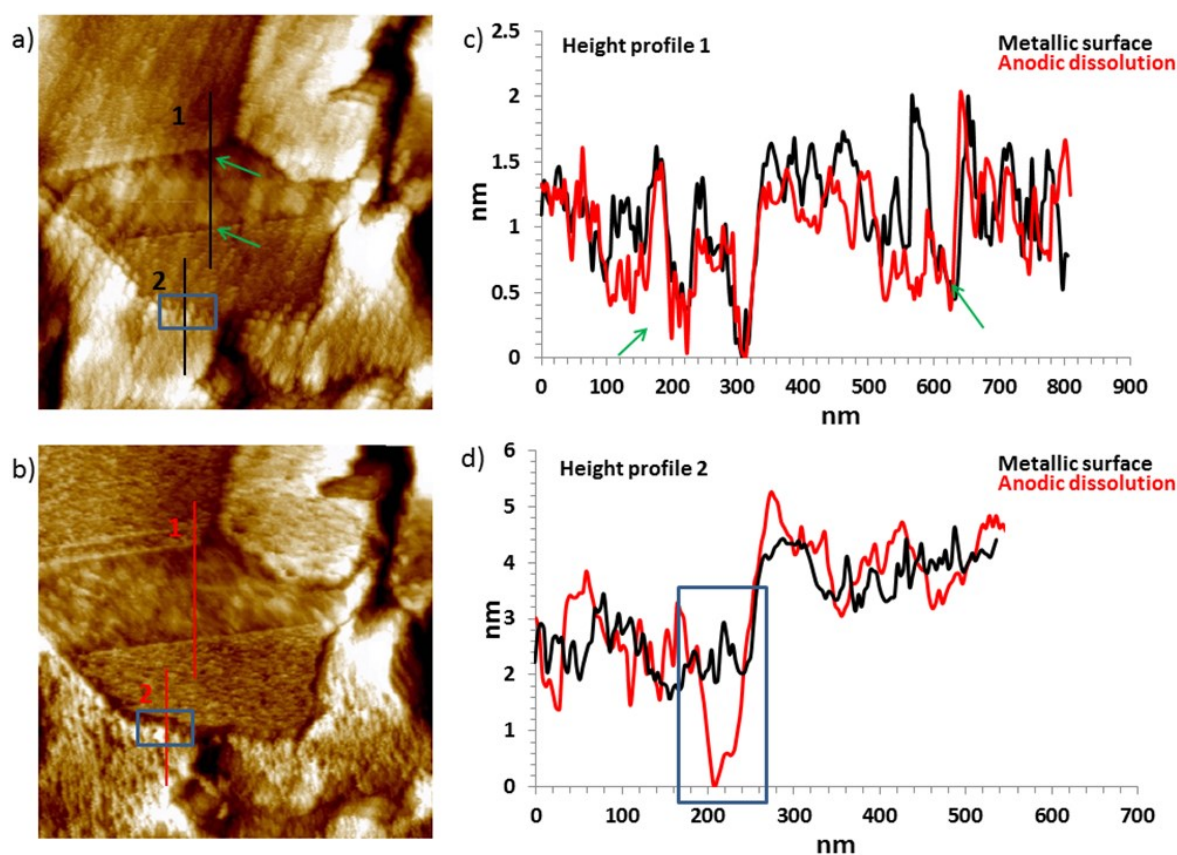 a)
1
2
b)
1
2
c)
Height profile 1
Metallic surface
Anodic dissolution
nm
2.5
2
1.5
1
0.5
0
0 100 200 300 400 500 600 700 800 900
nm
d)
Height profile 2
Metallic surface
Anodic dissolution
nm
6
5
4
3
2
1
0
0 100 200 300 400 500 600 700
nm